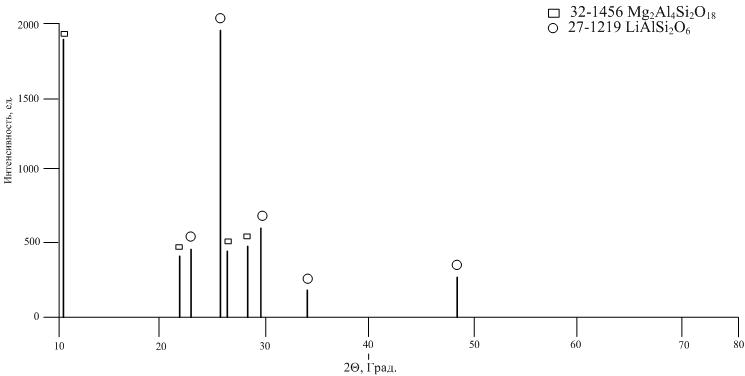 32-1456 Mg₂Al₄Si₂O₁₈
27-1219 LiAlSi₂O₆
Интенсивность, ед.
2000
1500
1000
500
0
10 20 30 40 50 60 70 80
2Θ, Град.